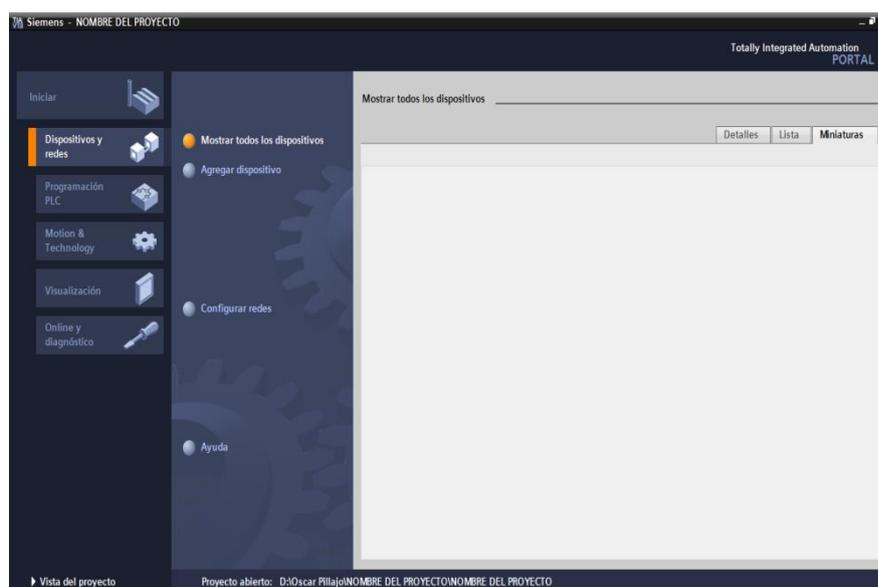 Siemens - NOMBRE DEL PROYECTO
Totally Integrated Automation
PORTAL
Iniciar
Dispositivos y
redes
Programación
PLC
Motion &
Technology
Visualización
Online y
diagnóstico
Vista del proyecto
Mostrar todos los dispositivos
Agregar dispositivo
Configurar redes
Ayuda
Mostrar todos los dispositivos
Detalles Lista Miniaturas
Proyecto abierto: D:\Oscar Pillajo\NOMBRE DEL PROYECTO\NOMBRE DEL PROYECTO